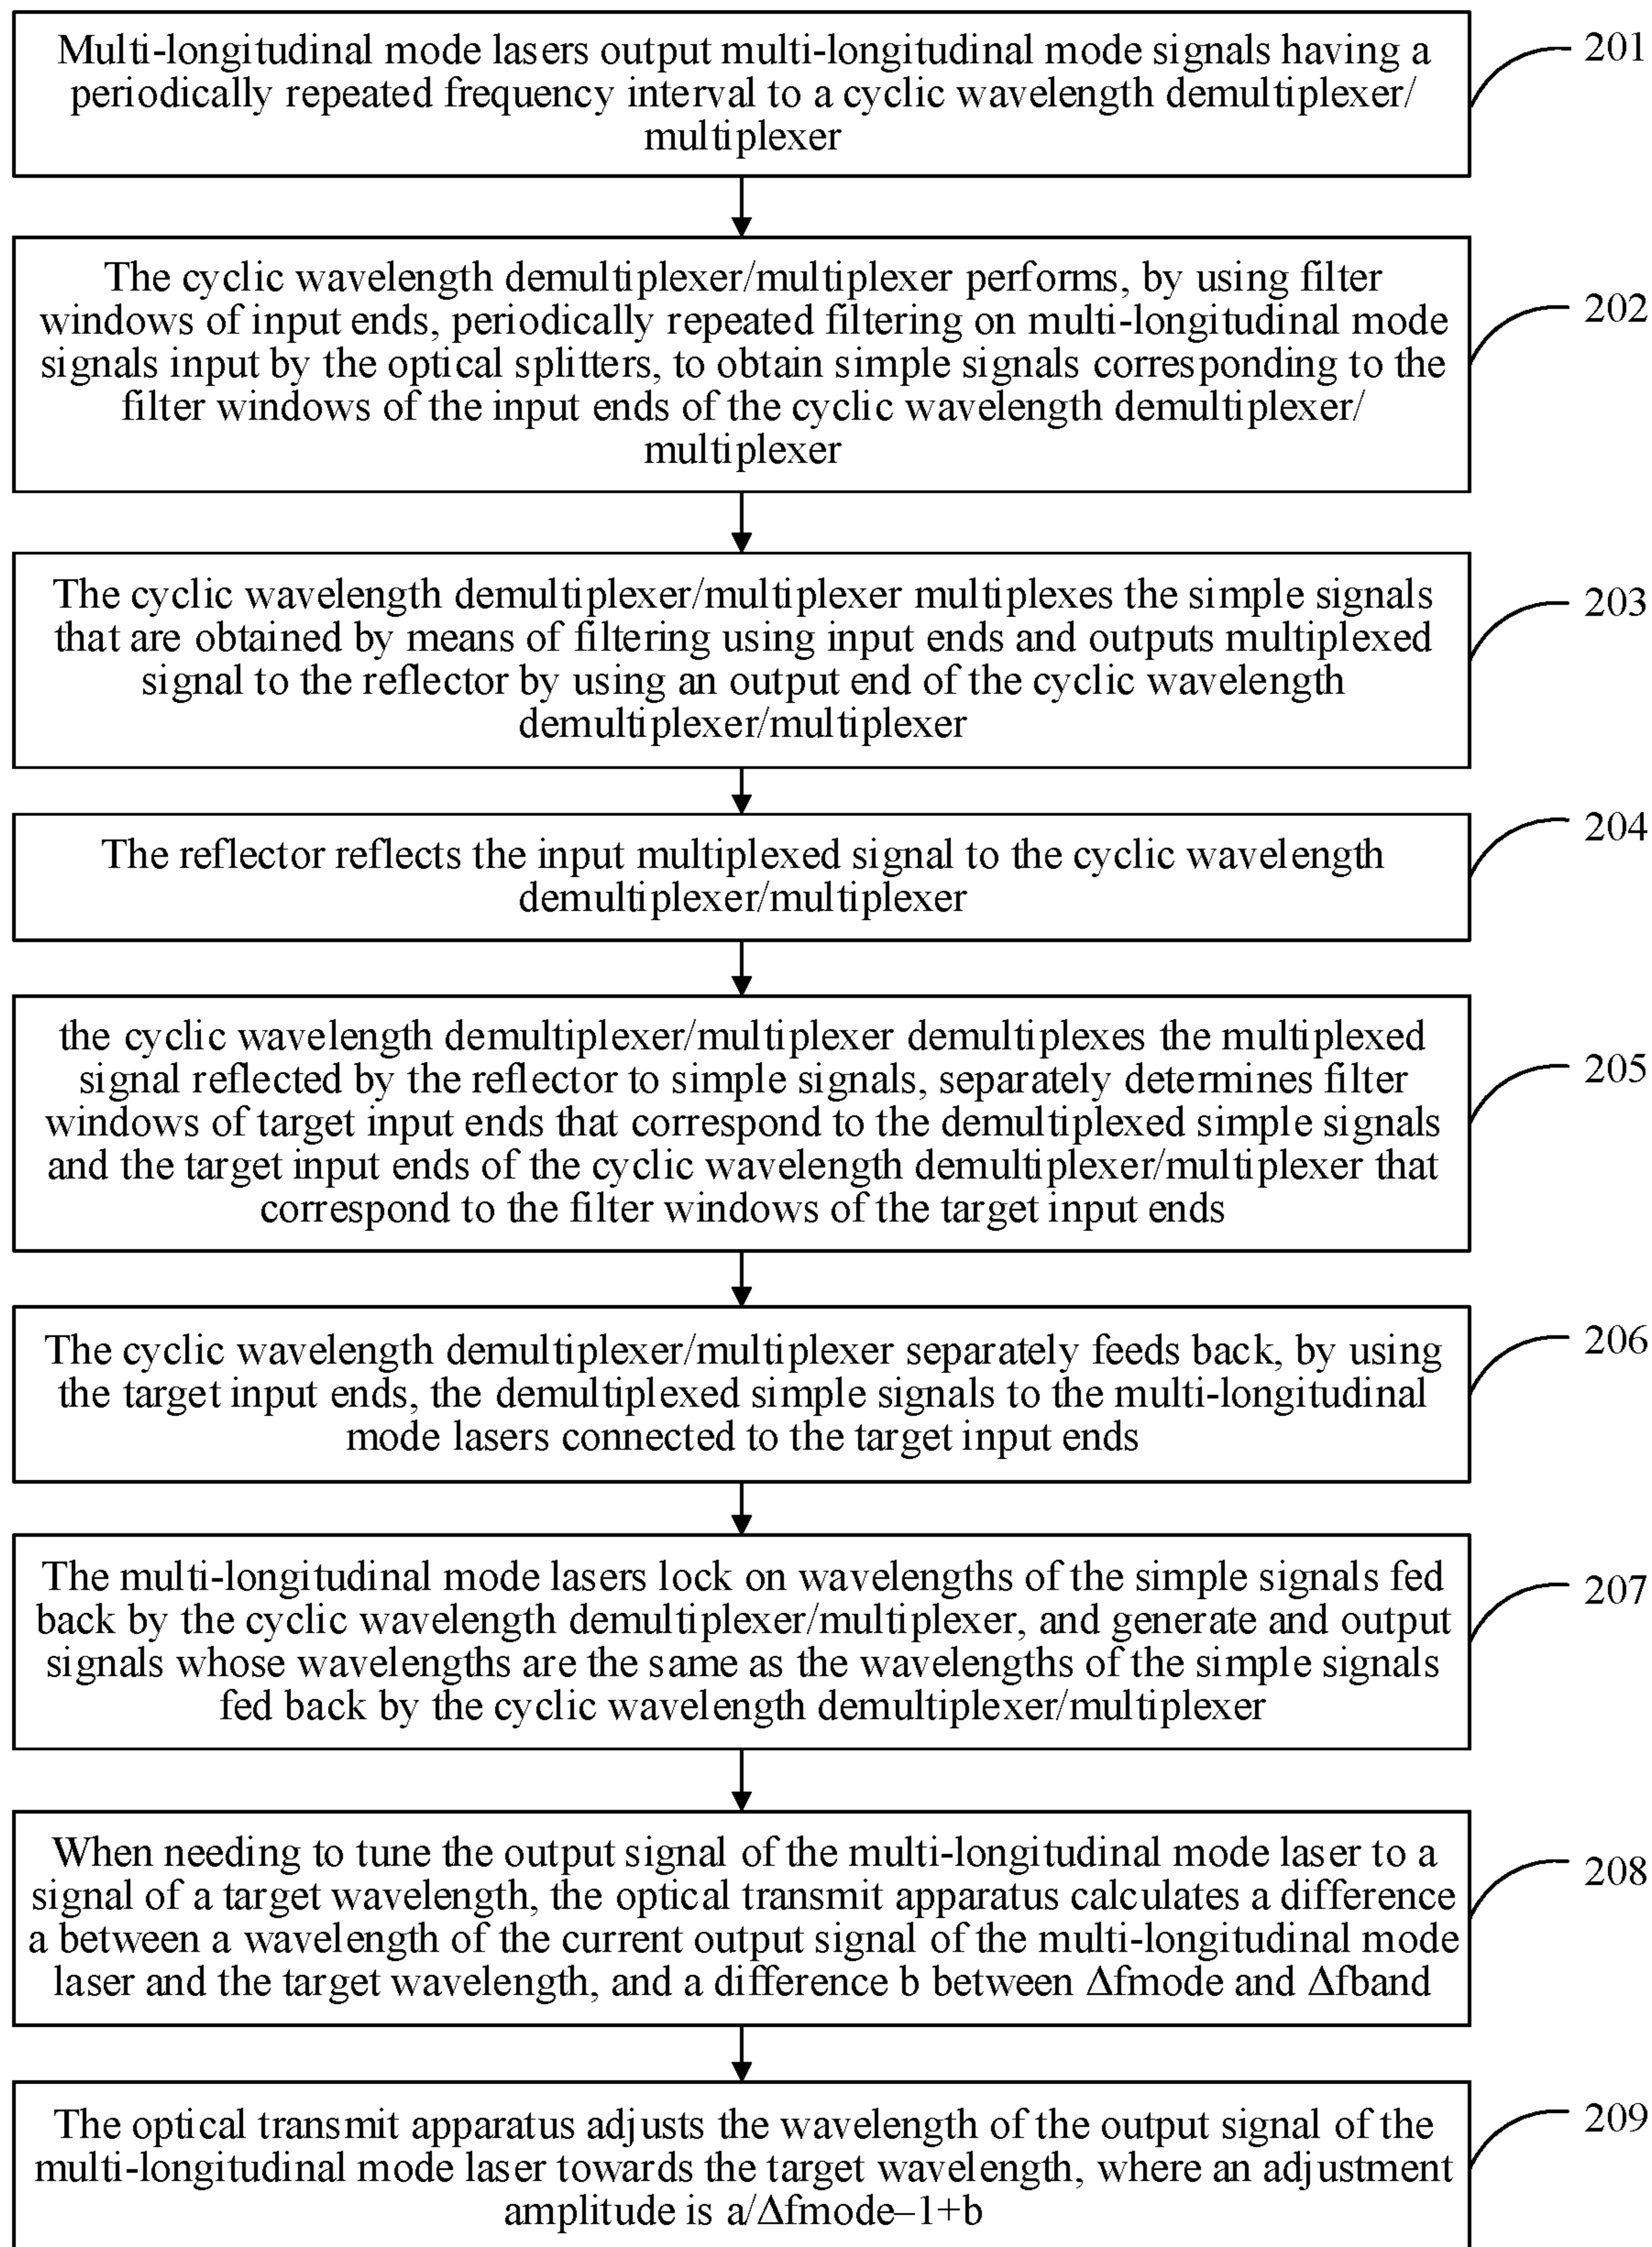 Multi-longitudinal mode lasers output multi-longitudinal mode signals having a
periodically repeated frequency interval to a cyclic wavelength demultiplexer/
multiplexer
201
The cyclic wavelength demultiplexer/multiplexer performs, by using filter
windows of input ends, periodically repeated filtering on multi-longitudinal mode
signals input by the optical splitters, to obtain simple signals corresponding to the
filter windows of the input ends of the cyclic wavelength demultiplexer/
multiplexer
202
The cyclic wavelength demultiplexer/multiplexer multiplexes the simple signals
that are obtained by means of filtering using input ends and outputs multiplexed
signal to the reflector by using an output end of the cyclic wavelength
demultiplexer/multiplexer
203
The reflector reflects the input multiplexed signal to the cyclic wavelength
demultiplexer/multiplexer
204
the cyclic wavelength demultiplexer/multiplexer demultiplexes the multiplexed
signal reflected by the reflector to simple signals, separately determines filter
windows of target input ends that correspond to the demultiplexed simple signals
and the target input ends of the cyclic wavelength demultiplexer/multiplexer that
correspond to the filter windows of the target input ends
205
The cyclic wavelength demultiplexer/multiplexer separately feeds back, by using
the target input ends, the demultiplexed simple signals to the multi-longitudinal
mode lasers connected to the target input ends
206
The multi-longitudinal mode lasers lock on wavelengths of the simple signals fed
back by the cyclic wavelength demultiplexer/multiplexer, and generate and output
signals whose wavelengths are the same as the wavelengths of the simple signals
fed back by the cyclic wavelength demultiplexer/multiplexer
207
When needing to tune the output signal of the multi-longitudinal mode laser to a
signal of a target wavelength, the optical transmit apparatus calculates a difference
a between a wavelength of the current output signal of the multi-longitudinal mode
laser and the target wavelength, and a difference b between Δfmode and Δfband
208
The optical transmit apparatus adjusts the wavelength of the output signal of the
multi-longitudinal mode laser towards the target wavelength, where an adjustment
amplitude is a/Δfmode–1+b
209